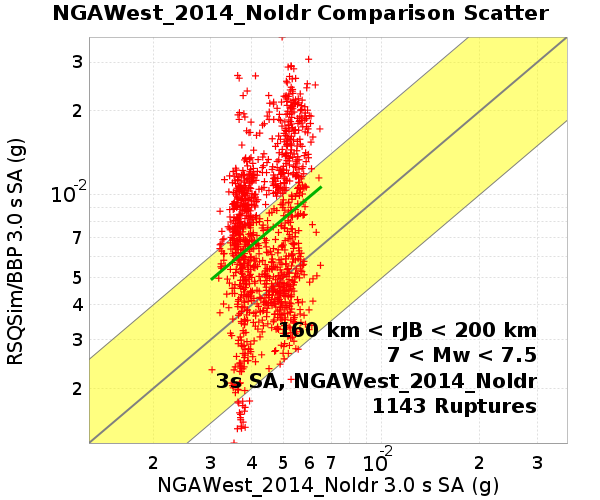 NGAWest_2014_NoIdr Comparison Scatter
RSQSim/BBP 3.0 s SA (g)
3
2
10-2
7
5
4
3
2
160 km < rJB < 200 km
7 < Mw < 7.5
3s SA, NGAWest_2014_NoIdr
1143 Ruptures
2 3 4 5 6 7 10-2 2 3
NGAWest_2014_NoIdr 3.0 s SA (g)